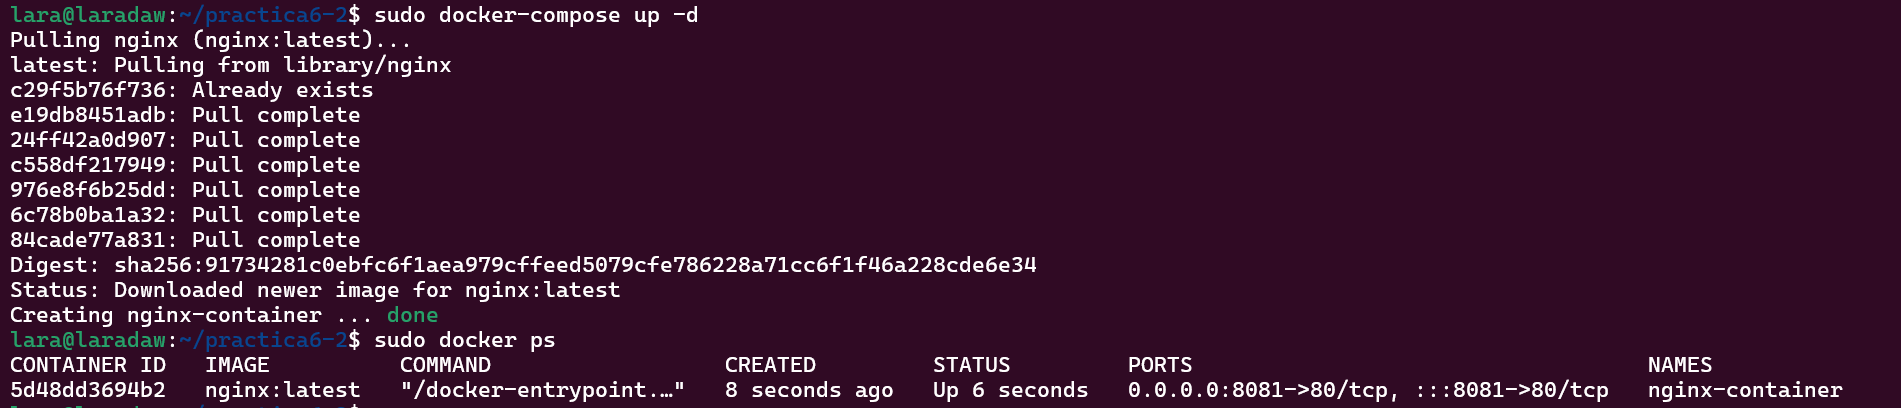 lara@laradaw:~/practica6-2$ sudo docker-compose up -d
Pulling nginx (nginx:latest)...
latest: Pulling from library/nginx
c29f5b76f736: Already exists
e19db8451adb: Pull complete
24ff42a0d907: Pull complete
c558df217949: Pull complete
976e8f6b25dd: Pull complete
6c78b0ba1a32: Pull complete
84cade77a831: Pull complete
Digest: sha256:91734281c0ebfc6f1aea979cffeed5079cfe786228a71cc6f1f46a228cde6e34
Status: Downloaded newer image for nginx:latest
Creating nginx-container ... done
lara@laradaw:~/practica6-2$ sudo docker ps
CONTAINER ID   IMAGE          COMMAND                  CREATED         STATUS         PORTS                                   NAMES
5d48dd3694b2   nginx:latest   "/docker-entrypoint.…"   8 seconds ago   Up 6 seconds   0.0.0.0:8081->80/tcp, :::8081->80/tcp   nginx-container
lara@laradaw:~/practica6-2$